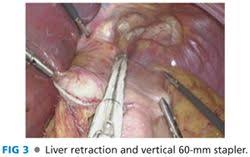 FIG 3 ● Liver retraction and vertical 60-mm stapler.